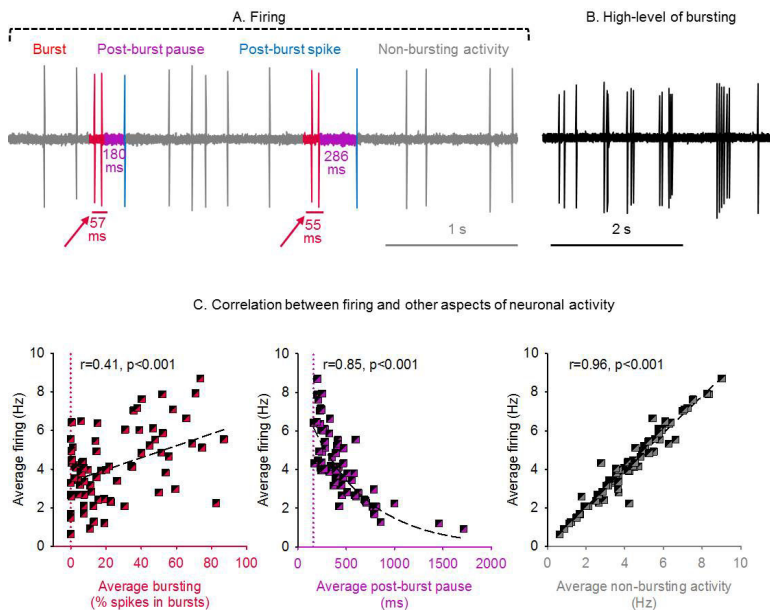 A. Firing
B. High-level of bursting
Burst
Post-burst pause
Post-burst spike
Non-bursting activity
180
ms
286
ms
57
ms
55
ms
1 s
2 s
C. Correlation between firing and other aspects of neuronal activity
r=0.41, p<0.001
Average firing (Hz)
10
8
6
4
2
0
0
20
40
60
80
100
Average bursting
(% spikes in bursts)
r=0.85, p<0.001
Average firing (Hz)
10
8
6
4
2
0
0
500
1000
1500
2000
Average post-burst pause
(ms)
r=0.96, p<0.001
Average firing (Hz)
10
8
6
4
2
0
0
2
4
6
8
10
Average non-bursting activity
(Hz)